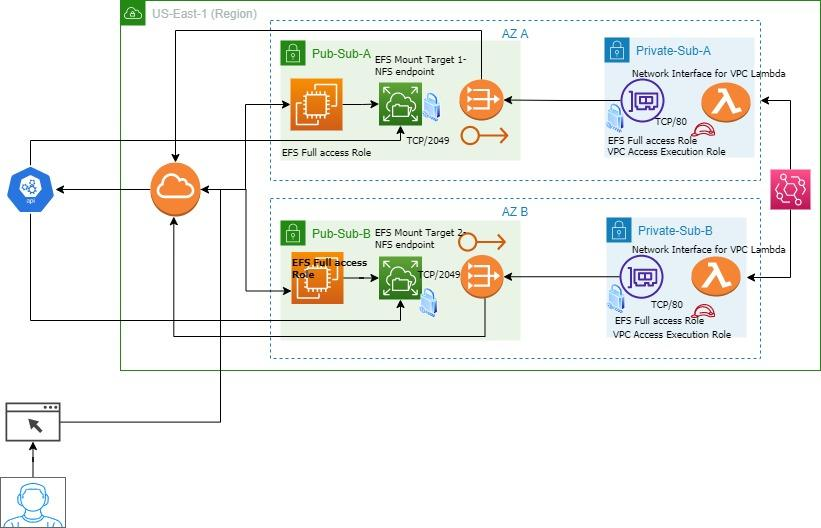 US-East-1 (Region)
AZ A
Pub-Sub-A
EFS Mount Target 1-
NFS endpoint
TCP/2049
EFS Full access Role
Private-Sub-A
Network Interface for VPC Lambda
TCP/80
EFS Full access Role
VPC Access Execution Role
api
AZ B
Pub-Sub-B
EFS Mount Target 2-
NFS endpoint
EFS Full access
Role
TCP/2049
Private-Sub-B
Network Interface for VPC Lambda
TCP/80
EFS Full access Role
VPC Access Execution Role